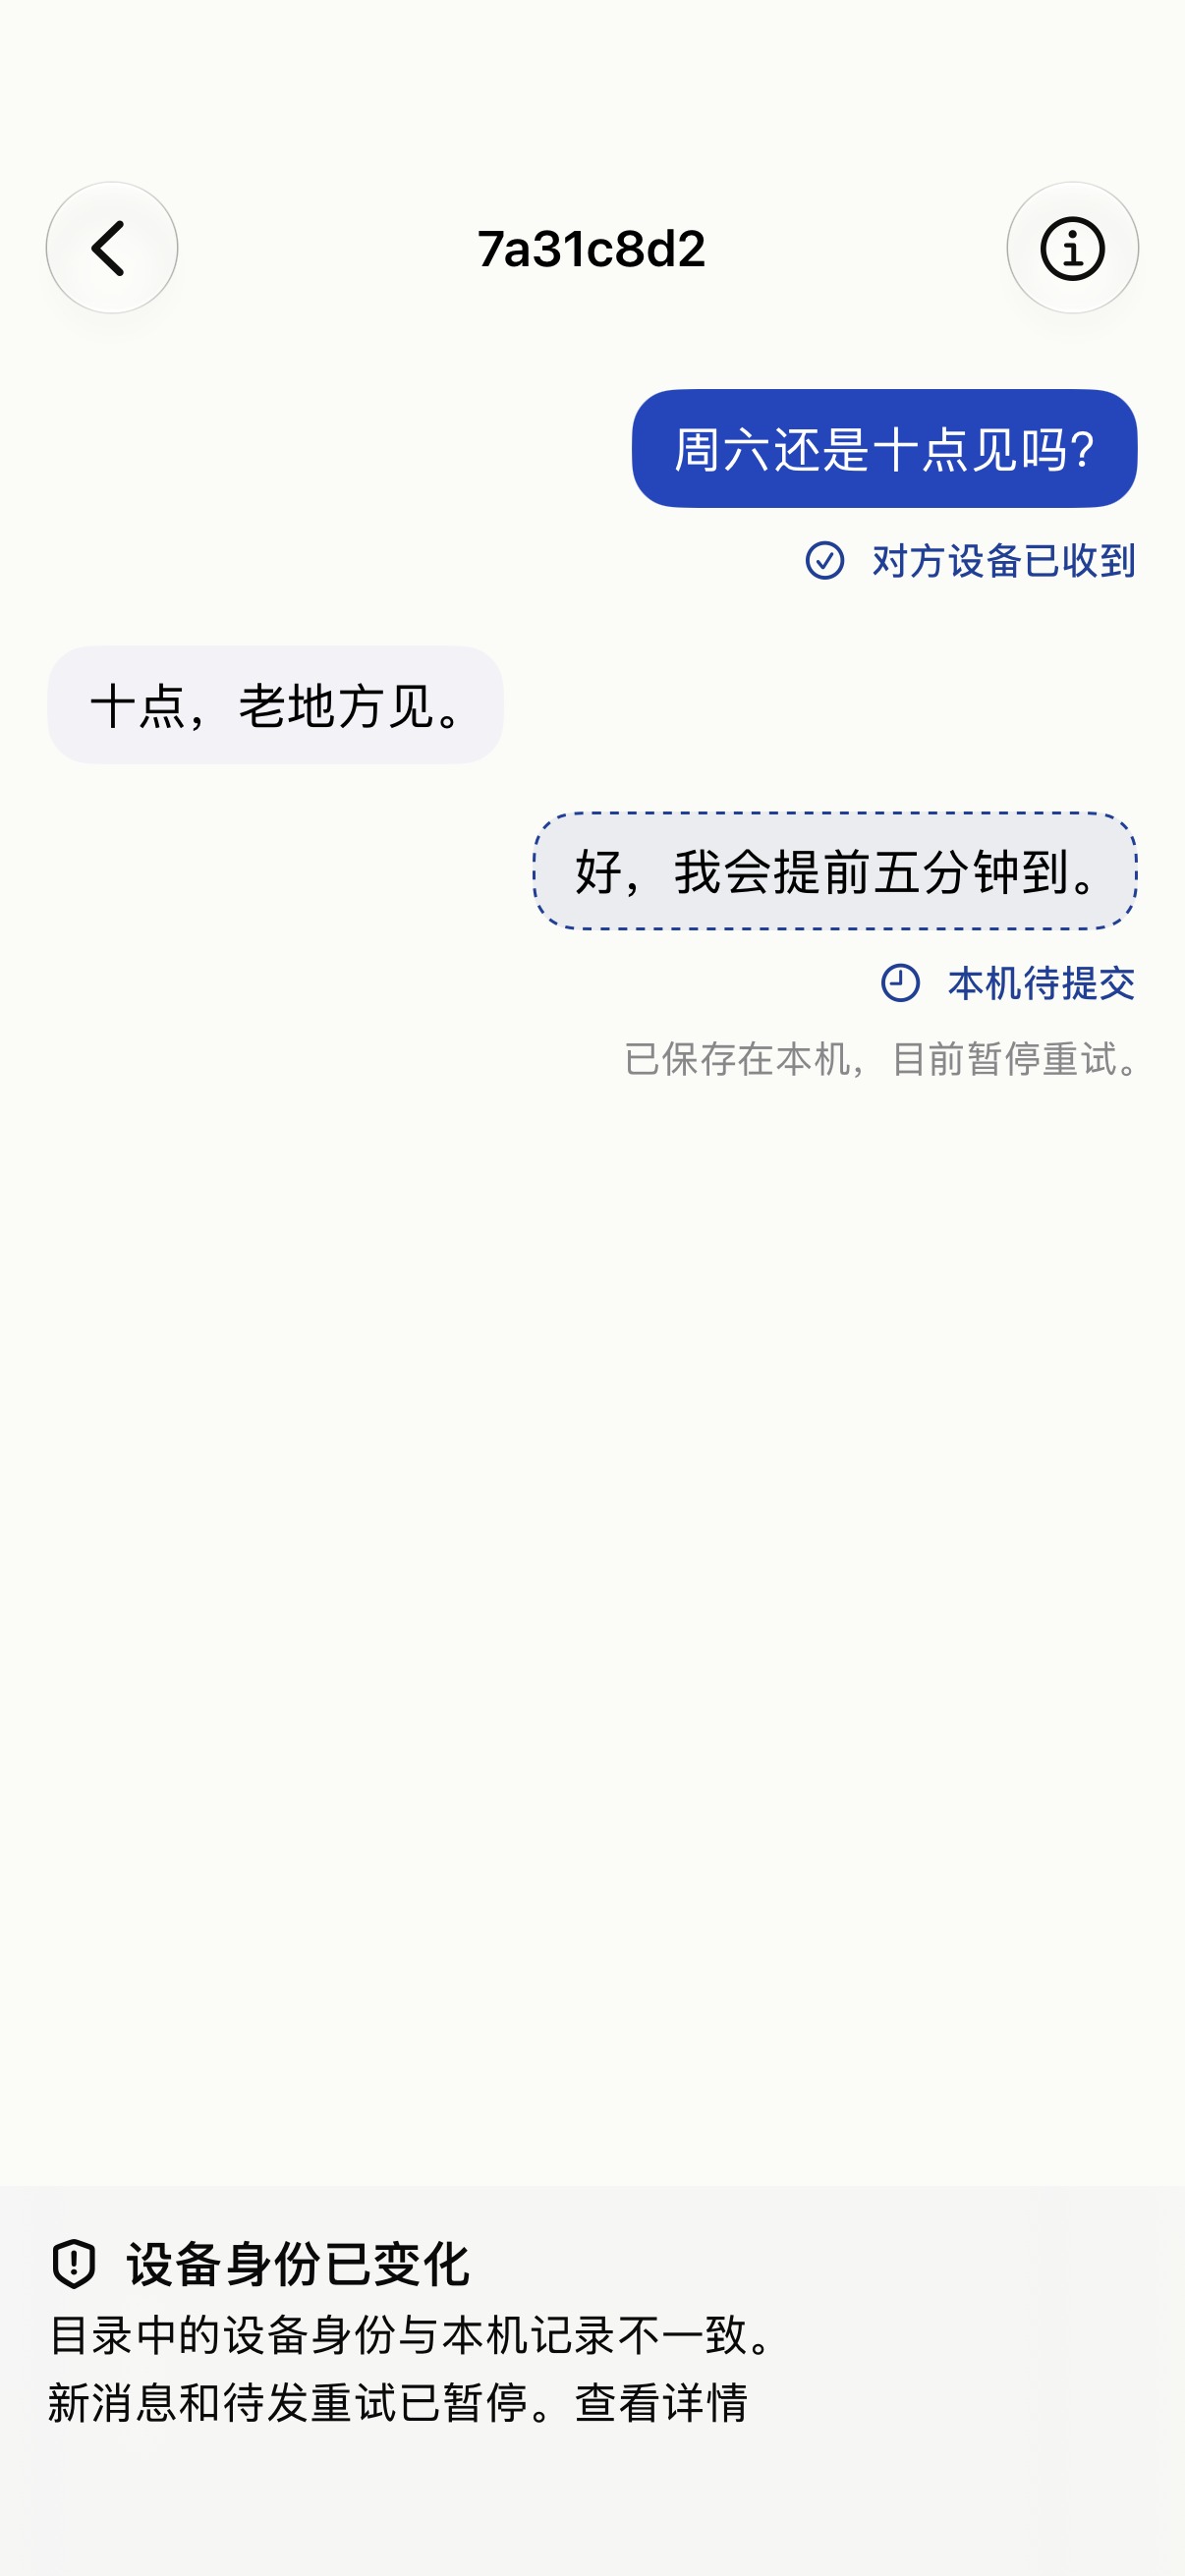 7a31c8d2
周六还是十点见吗?
对方设备已收到
十点，老地方见。
好，我会提前五分钟到。
本机待提交
已保存在本机，目前暂停重试。
设备身份已变化
目录中的设备身份与本机记录不一致。
新消息和待发重试已暂停。查看详情